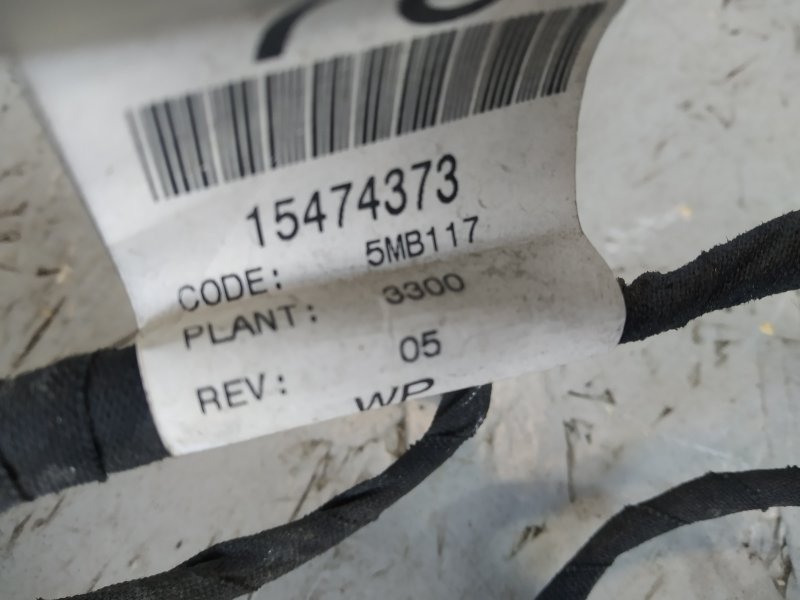 15474373
CODE: 5MB117
PLANT: 3300
REV: 05
WP